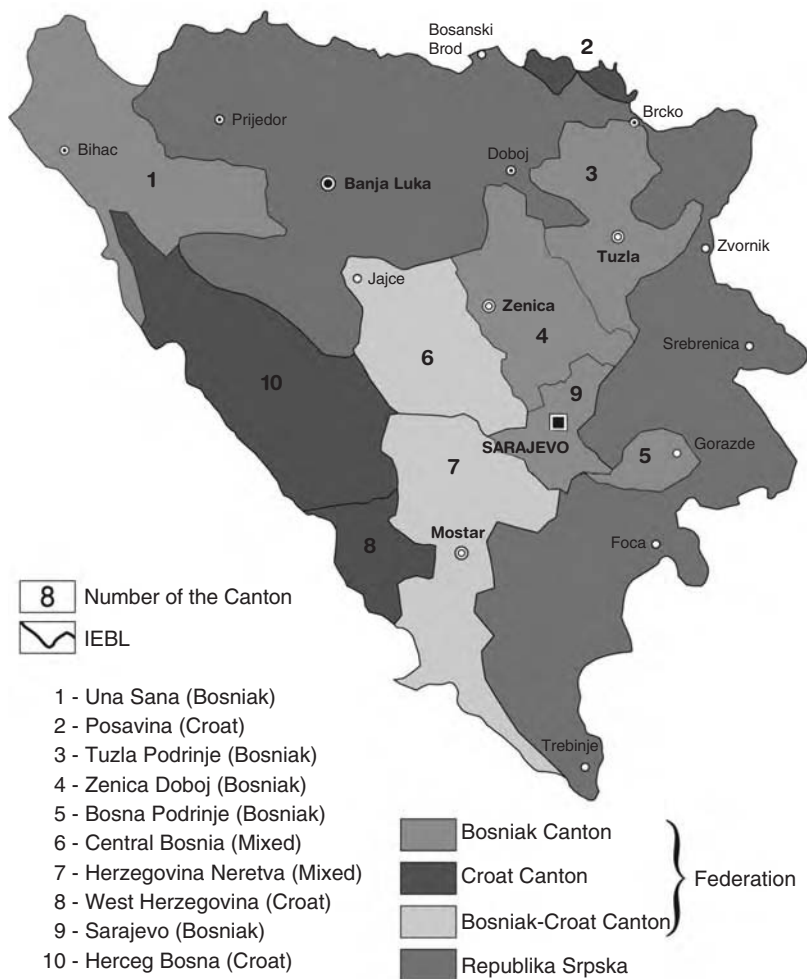 Bosanski
Brod
2
Prijedor
Brcko
Bihac
Doboj
3
1
Banja Luka
Tuzla
Zvornik
Jajce
Zenica
4
Srebrenica
6
10
9
SARAJEVO
Gorazde
5
7
Mostar
Foca
8
8 Number of the Canton
IEBL
Trebinje
1 - Una Sana (Bosniak)
2 - Posavina (Croat)
3 - Tuzla Podrinje (Bosniak)
4 - Zenica Doboj (Bosniak)
5 - Bosna Podrinje (Bosniak)
6 - Central Bosnia (Mixed)
7 - Herzegovina Neretva (Mixed)
8 - West Herzegovina (Croat)
9 - Sarajevo (Bosniak)
10 - Herceg Bosna (Croat)
Bosniak Canton
Croat Canton
Bosniak-Croat Canton
Federation
Republika Srpska